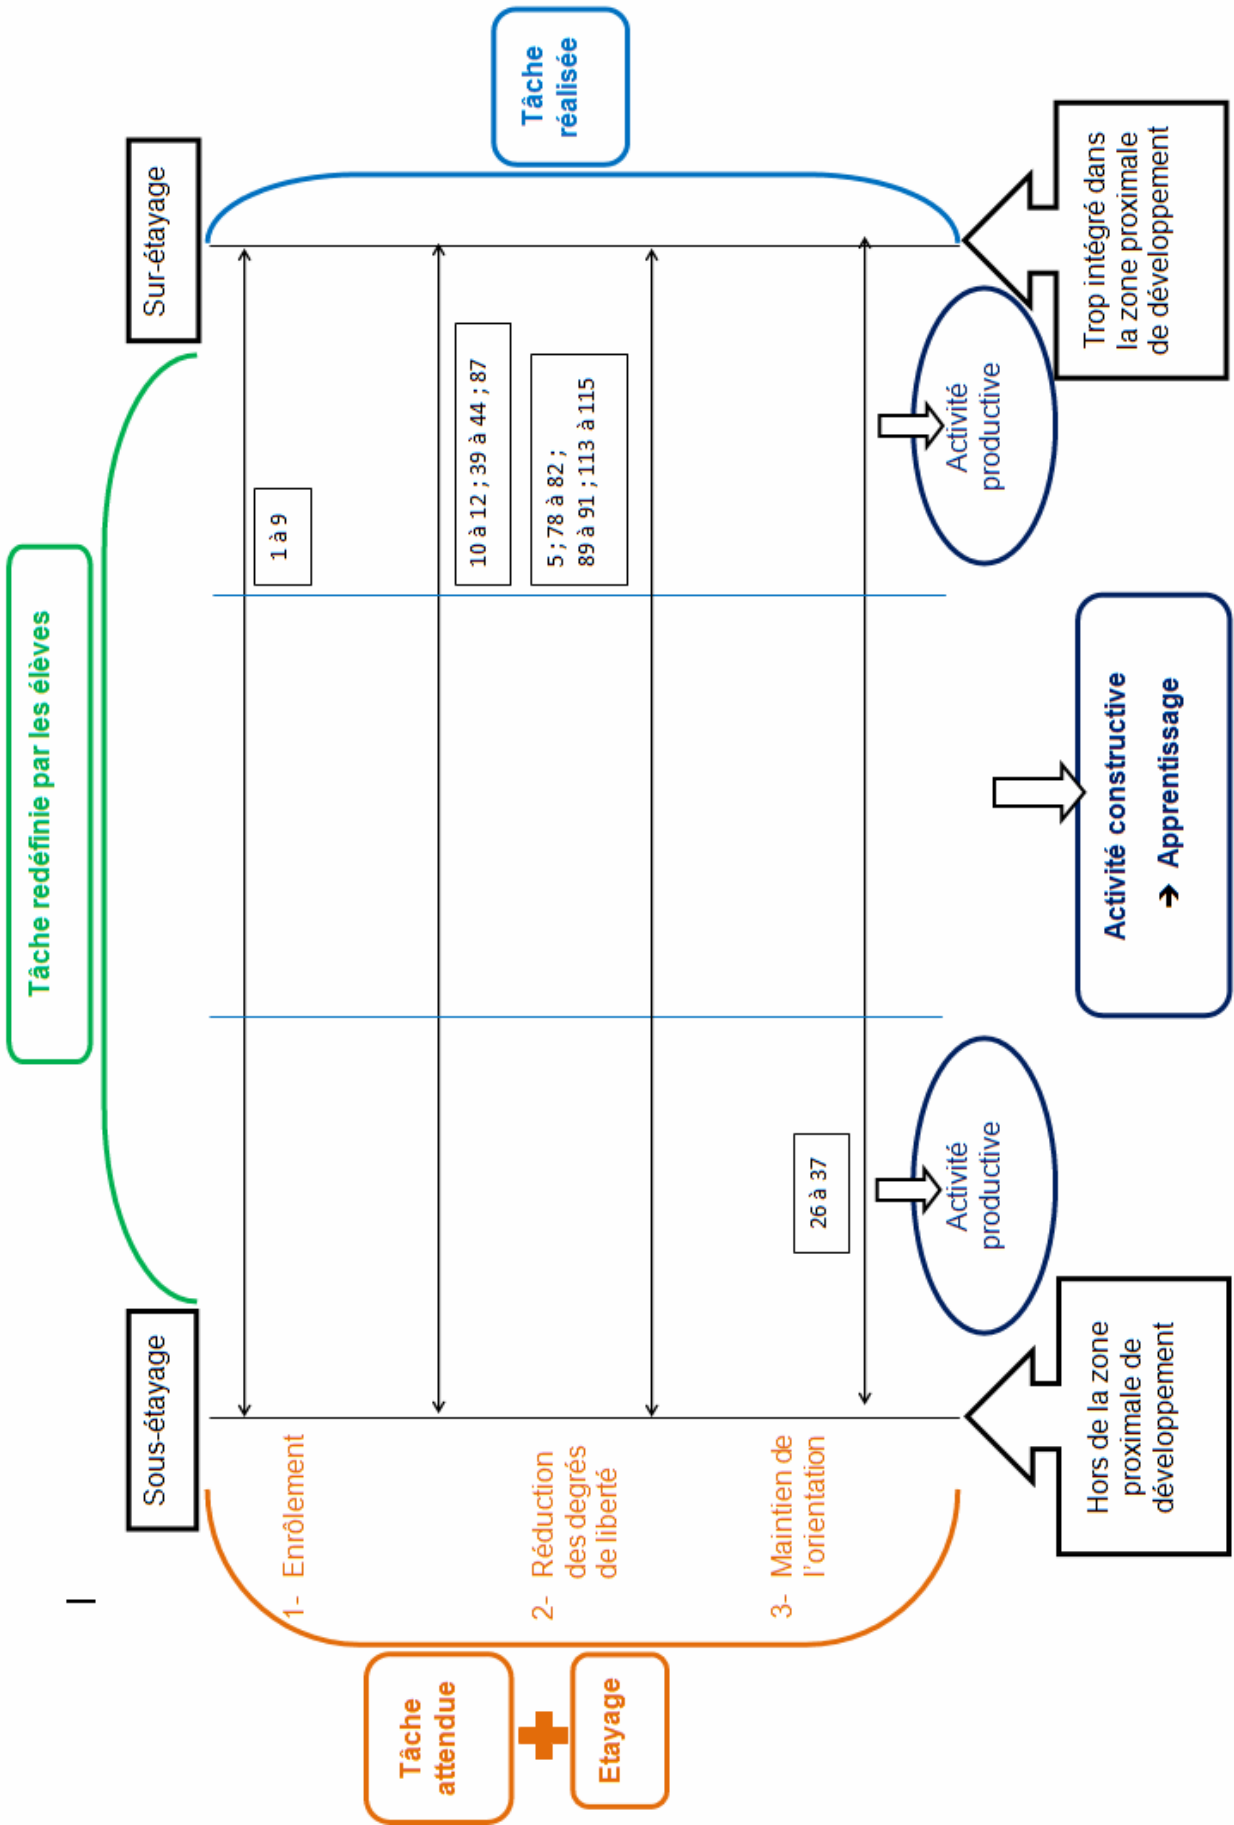 Tâche redéfinie par les élèves
Sous-étayage
Sur-étayage
Tâche
attendue
Etayage
1- Enrôlement
2- Réduction
des degrés
de liberté
3- Maintien de
l'orientation
1 à 9
10 à 12 ; 39 à 44 ; 87
5 ; 78 à 82 ;
89 à 91 ; 113 à 115
26 à 37
Tâche
réalisée
Activité
productive
Activité
productive
Hors de la zone
proximale de
développement
Activité constructive
➔ Apprentissage
Trop intégré dans
la zone proximale
de développement